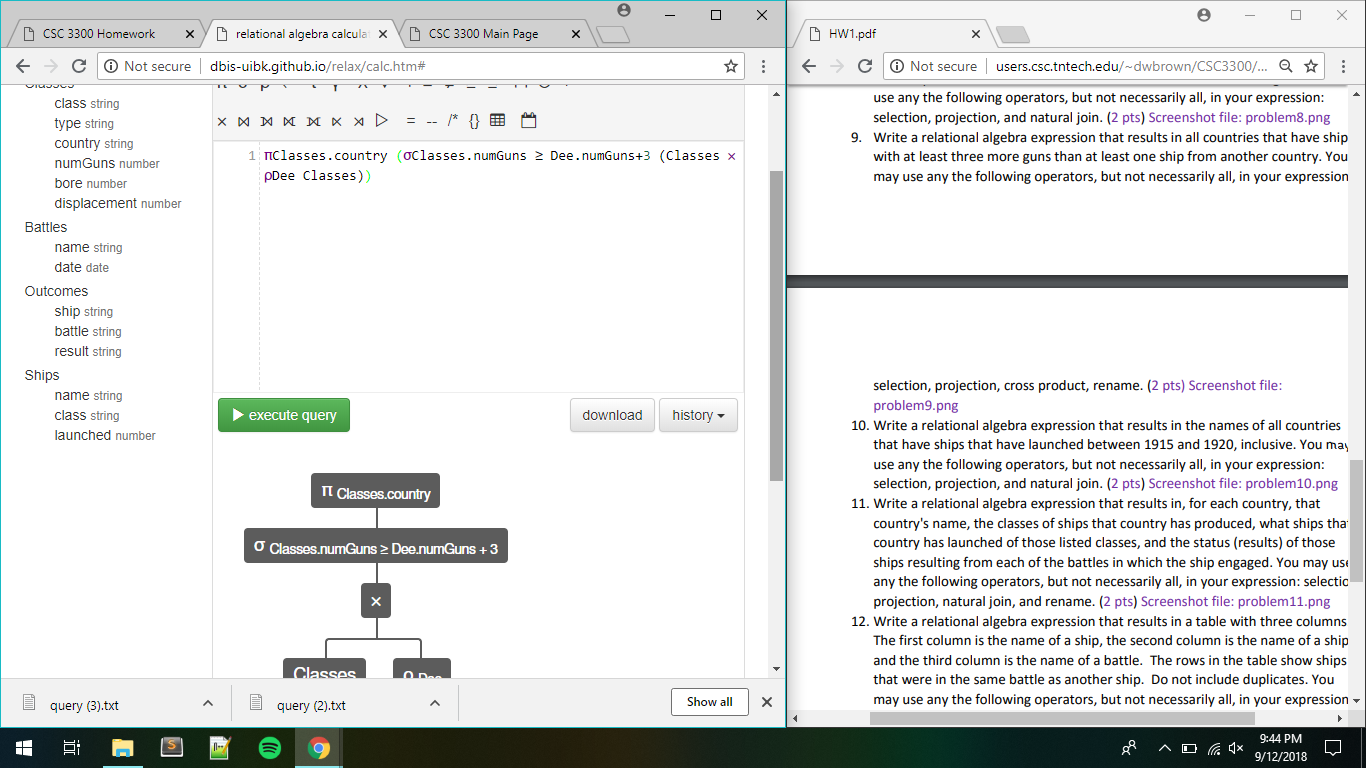 CSC 3300 Homework
relational algebra calcula
CSC 3300 Main Page
Not secure
dbis-uibk.github.io/relax/calc.htm#
class string
type string
country string
numGuns number
bore number
displacement number
Battles
name string
date date
Outcomes
ship string
battle string
result string
Ships
name string
class string
launched number
× ⋈ ⟕ ⟖ ⟗ ⋉ ⋊ ▷ = -- /* {}
1 πClasses.country (σClasses.numGuns ≥ Dee.numGuns+3 (Classes ×
ρDee Classes))
execute query
download
history
π Classes.country
σ Classes.numGuns ≥ Dee.numGuns + 3
×
Classes
ρ Dee
query (3).txt
query (2).txt
Show all
HW1.pdf
Not secure
users.csc.tntech.edu/~dwbrown/CSC3300/...
use any the following operators, but not necessarily all, in your expression:
selection, projection, and natural join. (2 pts) Screenshot file: problem8.png
9. Write a relational algebra expression that results in all countries that have ship
with at least three more guns than at least one ship from another country. You
may use any the following operators, but not necessarily all, in your expression
selection, projection, cross product, rename. (2 pts) Screenshot file:
problem9.png
10. Write a relational algebra expression that results in the names of all countries
that have ships that have launched between 1915 and 1920, inclusive. You may
use any the following operators, but not necessarily all, in your expression:
selection, projection, and natural join. (2 pts) Screenshot file: problem10.png
11. Write a relational algebra expression that results in, for each country, that
country's name, the classes of ships that country has produced, what ships tha
country has launched of those listed classes, and the status (results) of those
ships resulting from each of the battles in which the ship engaged. You may use
any the following operators, but not necessarily all, in your expression: selectio
projection, natural join, and rename. (2 pts) Screenshot file: problem11.png
12. Write a relational algebra expression that results in a table with three columns
The first column is the name of a ship, the second column is the name of a ship
and the third column is the name of a battle. The rows in the table show ships
that were in the same battle as another ship. Do not include duplicates. You
may use any the following operators, but not necessarily all, in your expression
9:44 PM
9/12/2018